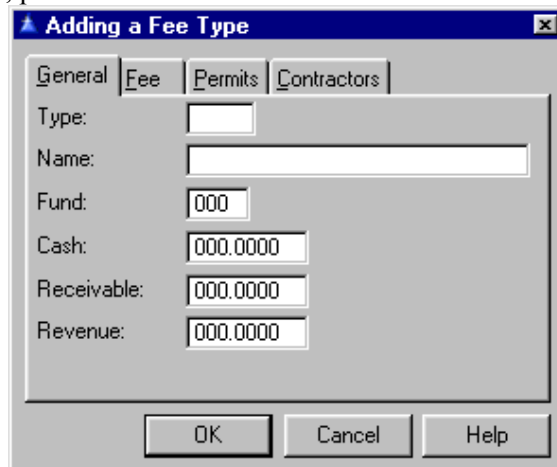 Adding a Fee Type
General Fee Permits Contractors
Type:
Name:
Fund: 000
Cash: 000.0000
Receivable: 000.0000
Revenue: 000.0000
OK Cancel Help